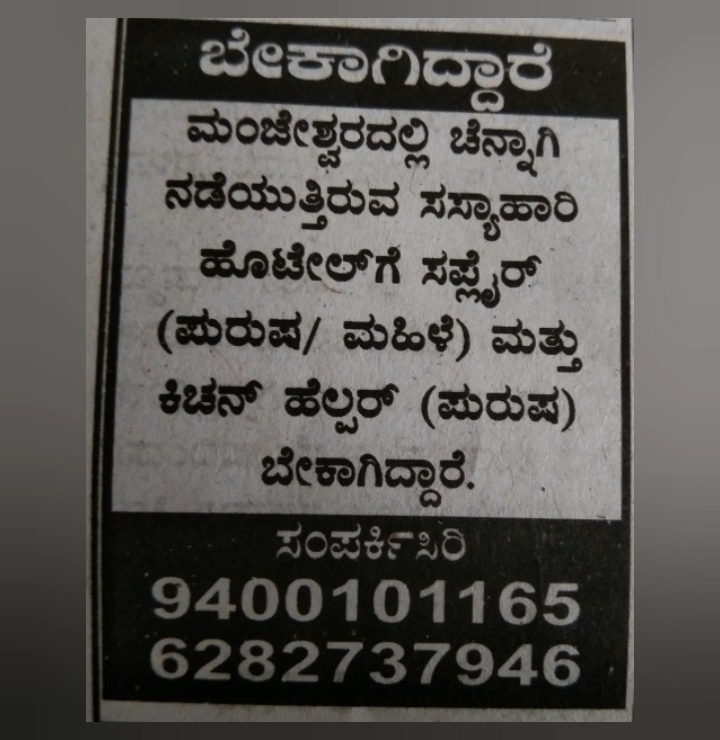 ಬೇಕಾಗಿದ್ದಾರೆ
ಮಂಜೇಶ್ವರದಲ್ಲಿ ಚೆನ್ನಾಗಿ
ನಡೆಯುತ್ತಿರುವ ಸಸ್ಯಾಹಾರಿ
ಹೊಟೇಲ್‌ಗೆ ಸಪ್ಲೈರ್
(ಪುರುಷ/ ಮಹಿಳೆ) ಮತ್ತು
ಕಿಚನ್ ಹೆಲ್ಪರ್ (ಪುರುಷ)
ಬೇಕಾಗಿದ್ದಾರೆ.
ಸಂಪರ್ಕಿಸಿರಿ
9400101165
6282737946